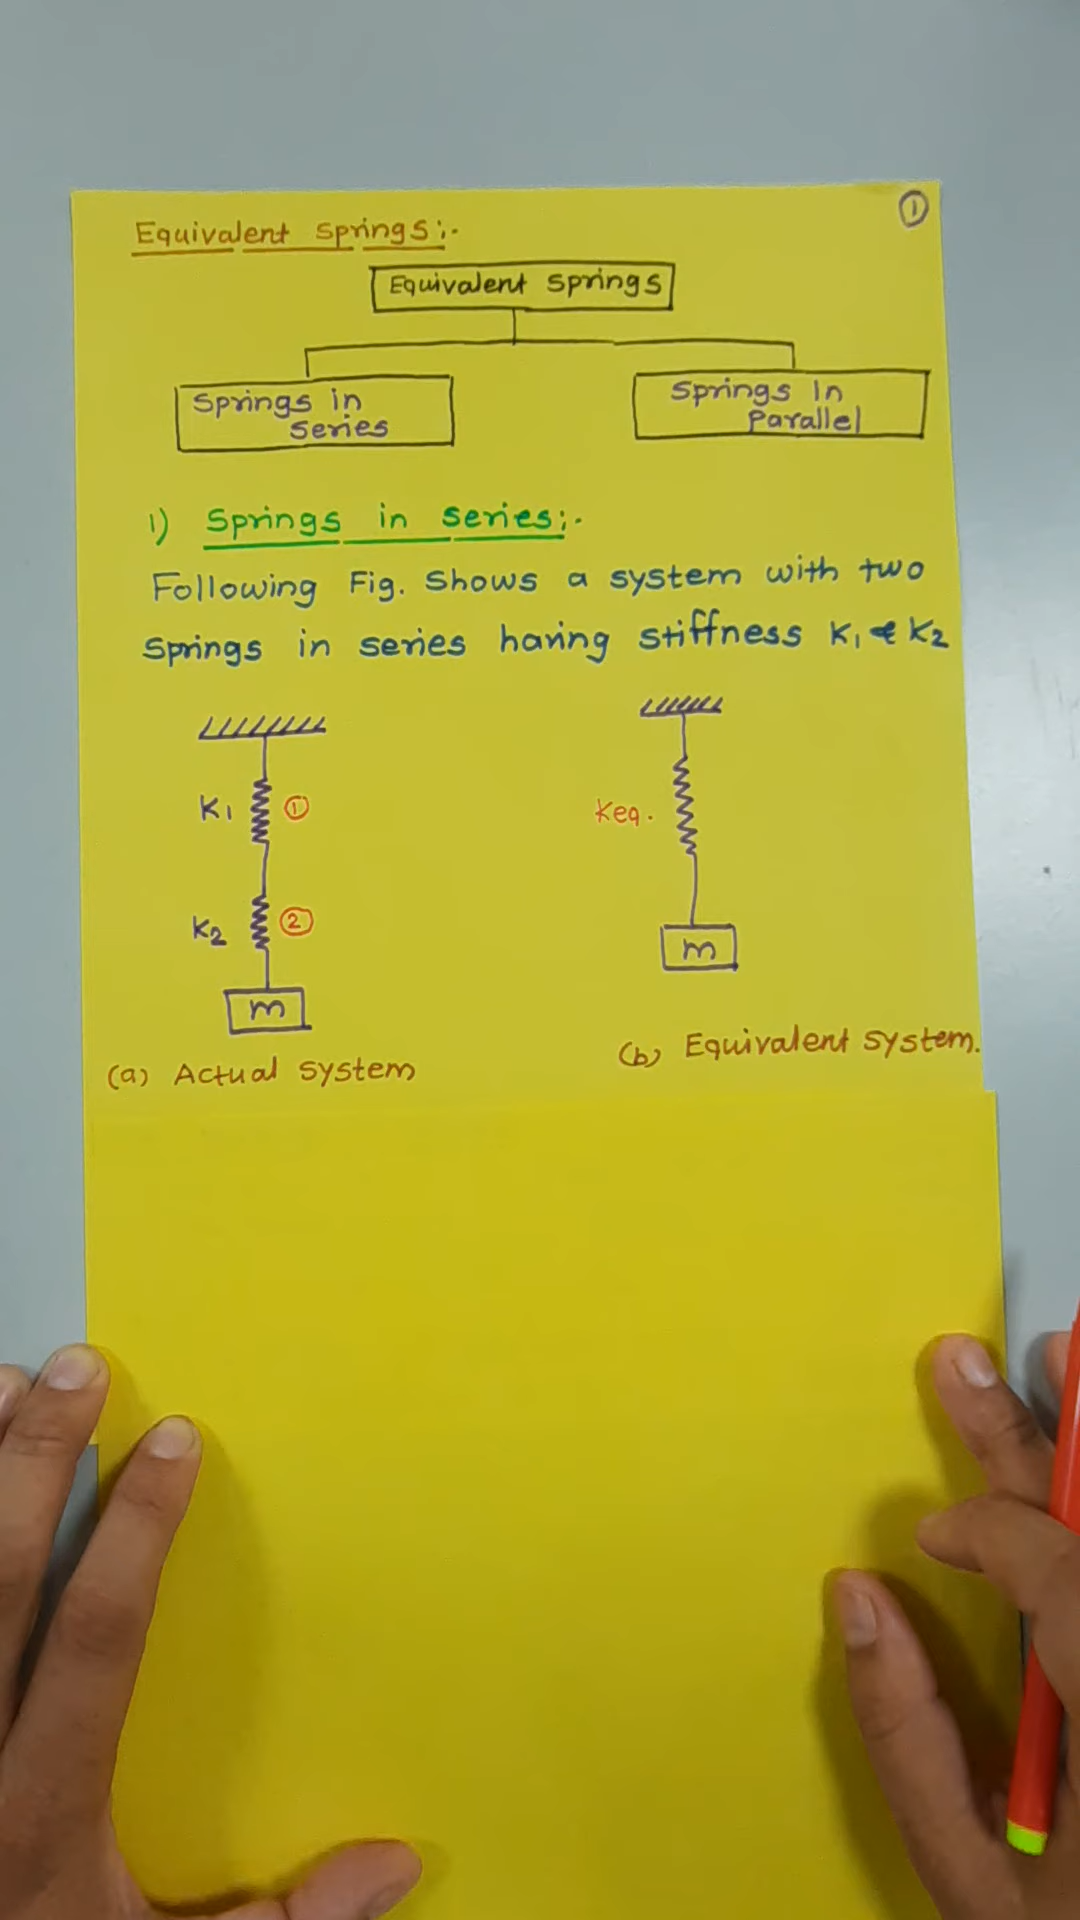 ①
Equivalent springs:-
Equivalent springs
Springs in
series
Springs In
Parallel
1) Springs in series:-
Following Fig. Shows a system with two
springs in series having stiffness K₁ & K₂
K₁ ①
Keq.
K₂ ②
m
m
(a) Actual system
(b) Equivalent system.